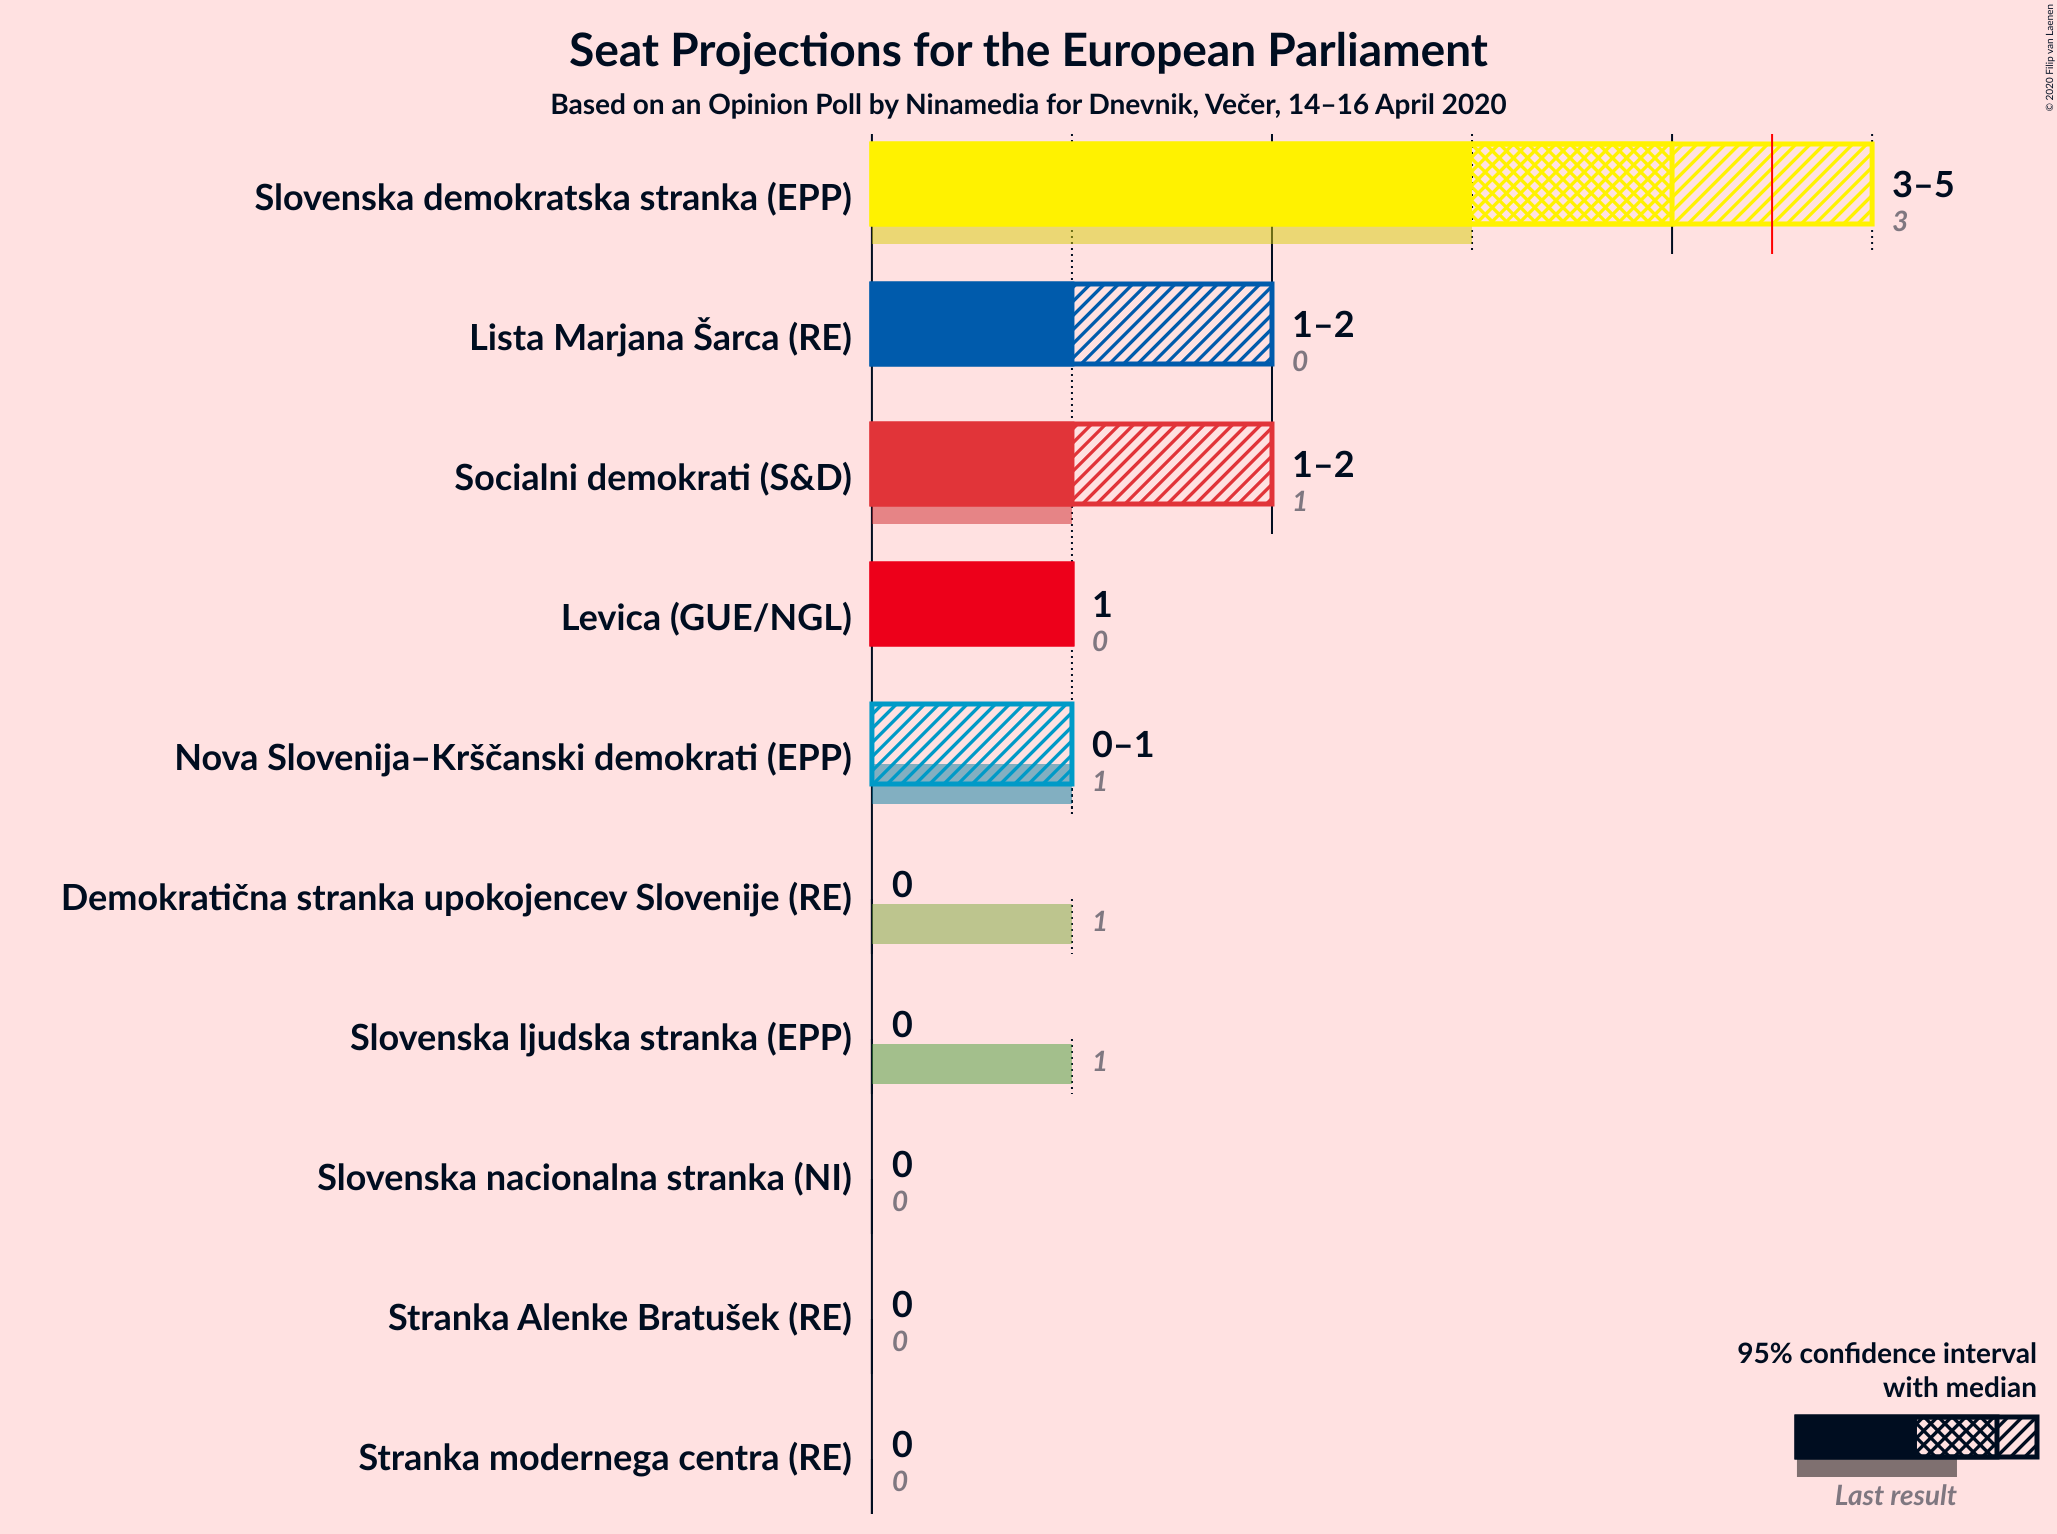 Seat Projections for the European Parliament
Based on an Opinion Poll by Ninamedia for Dnevnik, Večer, 14–16 April 2020
© 2020 Filip van Laenen
Slovenska demokratska stranka (EPP)
3–5
3
Lista Marjana Šarca (RE)
1–2
0
Socialni demokrati (S&D)
1–2
1
Levica (GUE/NGL)
1
0
Nova Slovenija–Krščanski demokrati (EPP)
0–1
1
Demokratična stranka upokojencev Slovenije (RE)
0
1
Slovenska ljudska stranka (EPP)
0
1
Slovenska nacionalna stranka (NI)
0
0
Stranka Alenke Bratušek (RE)
0
0
Stranka modernega centra (RE)
0
0
95% confidence interval
with median
Last result